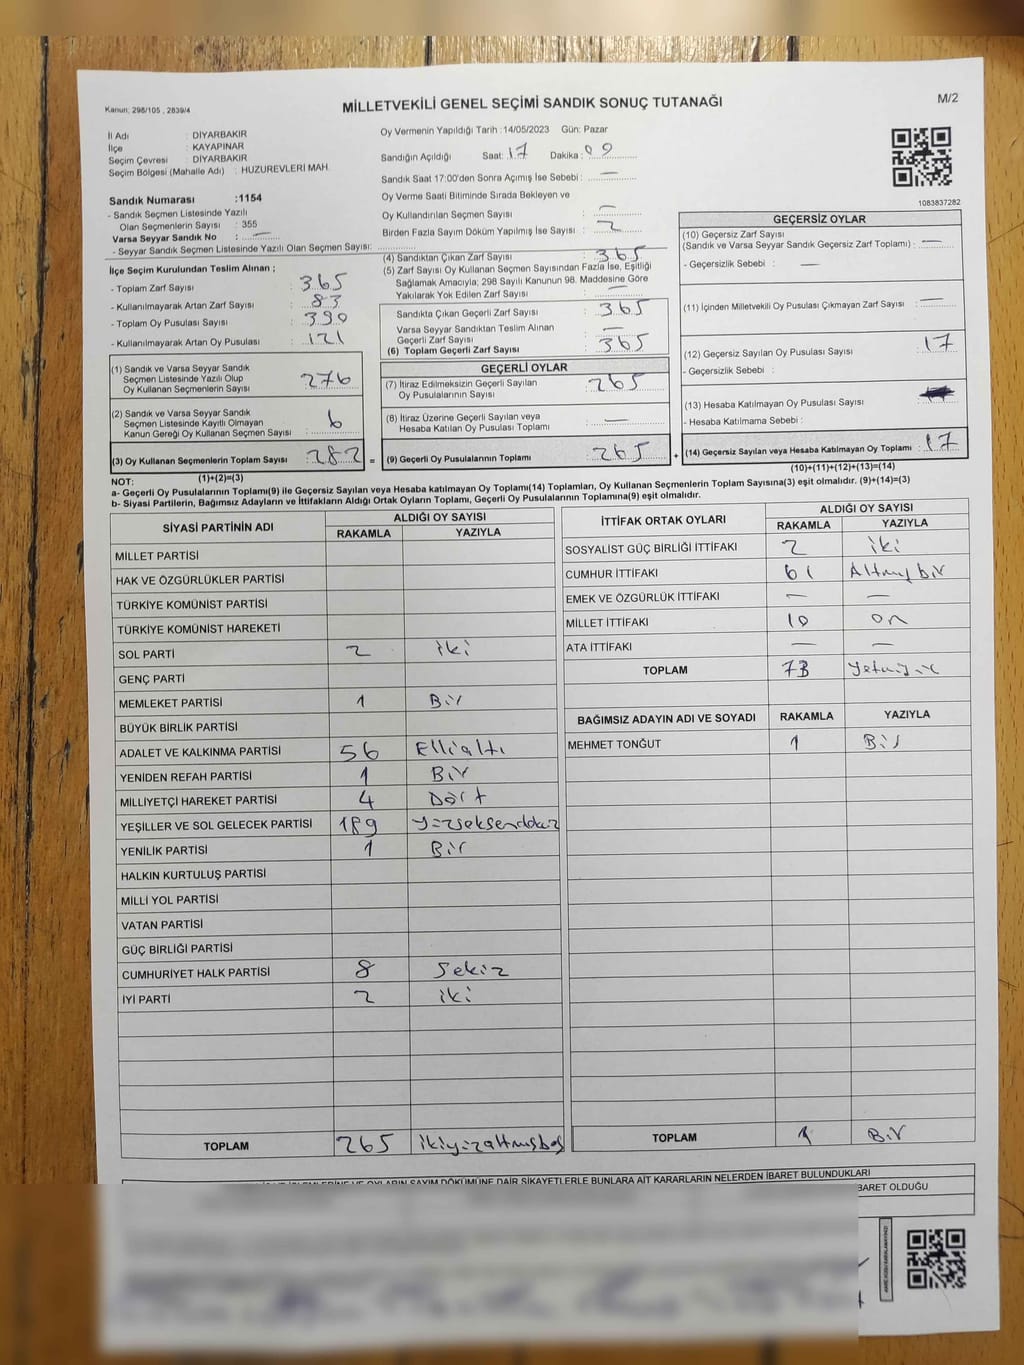 Kanun: 298/105 , 2839/4
MİLLETVEKİLİ GENEL SEÇİMİ SANDIK SONUÇ TUTANAĞI
M/2
İl Adı : DİYARBAKIR
İlçe : KAYAPINAR
Seçim Çevresi : DİYARBAKIR
Seçim Bölgesi (Mahalle Adı) : HUZUREVLERİ MAH.
Oy Vermenin Yapıldığı Tarih :14/05/2023 Gün: Pazar
Sandığın Açıldığı Saat: 17 Dakika: 09
Sandık Saat 17:00'den Sonra Açımış İse Sebebi : —
Oy Verme Saati Bitiminde Sırada Bekleyen ve
Oy Kullandırılan Seçmen Sayısı : —
Birden Fazla Sayım Döküm Yapılmış İse Sayısı : 2
1083837282
Sandık Numarası :1154
- Sandık Seçmen Listesinde Yazılı
Olan Seçmenlerin Sayısı : 355
Varsa Seyyar Sandık No : —
- Seyyar Sandık Seçmen Listesinde Yazılı Olan Seçmen Sayısı:
İlçe Seçim Kurulundan Teslim Alınan ;
- Toplam Zarf Sayısı : 365
- Kullanılmayarak Artan Zarf Sayısı : 83
- Toplam Oy Pusulası Sayısı : 390
- Kullanılmayarak Artan Oy Pusulası : 121
(1) Sandık ve Varsa Seyyar Sandık
Seçmen Listesinde Yazılı Olup
Oy Kullanan Seçmenlerin Sayısı : 276
(2) Sandık ve Varsa Seyyar Sandık
Seçmen Listesinde Kayıtlı Olmayan
Kanun Gereği Oy Kullanan Seçmen Sayısı : 6
(3) Oy Kullanan Seçmenlerin Toplam Sayısı : 282
(1)+(2)=(3)
(4) Sandıktan Çıkan Zarf Sayısı : 365
(5) Zarf Sayısı Oy Kullanan Seçmen Sayısından Fazla İse, Eşitliği
Sağlamak Amacıyla; 298 Sayılı Kanunun 98. Maddesine Göre
Yakılarak Yok Edilen Zarf Sayısı : —
Sandıkta Çıkan Geçerli Zarf Sayısı : 365
Varsa Seyyar Sandıktan Teslim Alınan
Geçerli Zarf Sayısı : —
(6) Toplam Geçerli Zarf Sayısı : 365
GEÇERLİ OYLAR
(7) İtiraz Edilmeksizin Geçerli Sayılan
Oy Pusulalarının Sayısı : 265
(8) İtiraz Üzerine Geçerli Sayılan veya
Hesaba Katılan Oy Pusulası Toplamı : —
= (9) Geçerli Oy Pusulalarının Toplamı : 265 +
GEÇERSİZ OYLAR
(10) Geçersiz Zarf Sayısı
(Sandık ve Varsa Seyyar Sandık Geçersiz Zarf Toplamı) : —
- Geçersizlik Sebebi : —
(11) İçinden Milletvekili Oy Pusulası Çıkmayan Zarf Sayısı : —
(12) Geçersiz Sayılan Oy Pusulası Sayısı : 17
- Geçersizlik Sebebi :
(13) Hesaba Katılmayan Oy Pusulası Sayısı :
- Hesaba Katılmama Sebebi :
(14) Geçersiz Sayılan veya Hesaba Katılmayan Oy Toplamı : 17
(10)+(11)+(12)+(13)=(14)
NOT:
a- Geçerli Oy Pusulalarının Toplamı(9) ile Geçersiz Sayılan veya Hesaba katılmayan Oy Toplamı(14) Toplamları, Oy Kullanan Seçmenlerin Toplam Sayısına(3) eşit olmalıdır. (9)+(14)=(3)
b- Siyasi Partilerin, Bağımsız Adayların ve İttifakların Aldığı Ortak Oyların Toplamı, Geçerli Oy Pusulalarının Toplamına(9) eşit olmalıdır.
SİYASİ PARTİNİN ADI ALDIĞI OY SAYISI
RAKAMLA YAZIYLA
MİLLET PARTİSİ
HAK VE ÖZGÜRLÜKLER PARTİSİ
TÜRKİYE KOMÜNİST PARTİSİ
TÜRKİYE KOMÜNİST HAREKETİ
SOL PARTİ 2 iki
GENÇ PARTİ
MEMLEKET PARTİSİ 1 Bir
BÜYÜK BİRLİK PARTİSİ
ADALET VE KALKINMA PARTİSİ 56 Ellialtı
YENİDEN REFAH PARTİSİ 1 Bir
MİLLİYETÇİ HAREKET PARTİSİ 4 Dört
YEŞİLLER VE SOL GELECEK PARTİSİ 189 Yüzseksendokuz
YENİLİK PARTİSİ 1 Bir
HALKIN KURTULUŞ PARTİSİ
MİLLİ YOL PARTİSİ
VATAN PARTİSİ
GÜÇ BİRLİĞİ PARTİSİ
CUMHURİYET HALK PARTİSİ 8 Sekiz
İYİ PARTİ 2 iki
TOPLAM 265 ikiyüzaltmışbeş
İTTİFAK ORTAK OYLARI ALDIĞI OY SAYISI
RAKAMLA YAZIYLA
SOSYALİST GÜÇ BİRLİĞİ İTTİFAKI 2 iki
CUMHUR İTTİFAKI 61 Altmışbir
EMEK VE ÖZGÜRLÜK İTTİFAKI — —
MİLLET İTTİFAKI 10 on
ATA İTTİFAKI — —
TOPLAM 73
BAĞIMSIZ ADAYIN ADI VE SOYADI RAKAMLA YAZIYLA
MEHMET TONĞUT 1 Bir
TOPLAM 1 Bir
OYLARIN SAYIM DÖKÜMÜNE DAİR ŞİKAYETLERLE BUNLARA AİT KARARLARIN NELERDEN İBARET BULUNDUKLARI
İBARET OLDUĞU